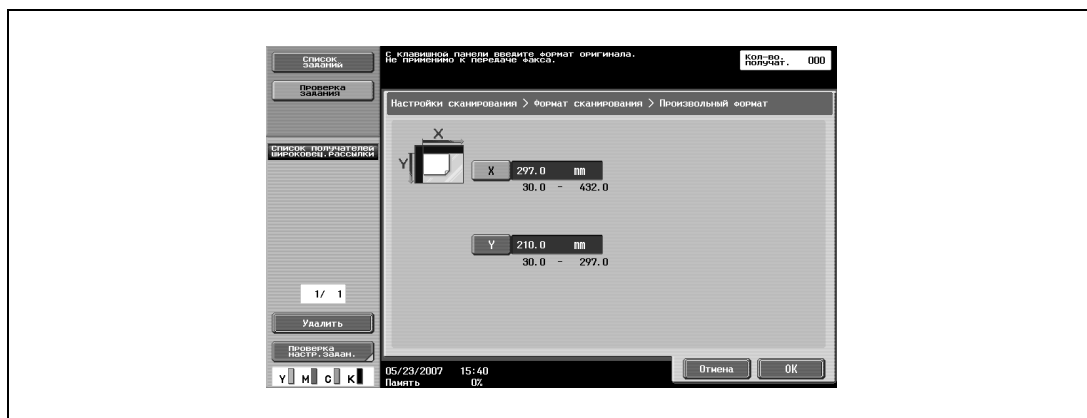 Список
заданий
Проверка
задания
Список получателей
широковещ.рассылки
1/ 1
Удалить
Проверка
настр.задан.
Y M C K
С клавишной панели введите формат оригинала.
Не применимо к передаче факса.
Кол-во.
получат. 000
Настройки сканирования > Формат сканирования > Произвольный формат
X
Y
X 297.0 mm
30.0 - 432.0
Y 210.0 mm
30.0 - 297.0
05/23/2007 15:40
Память 0%
Отмена
OK